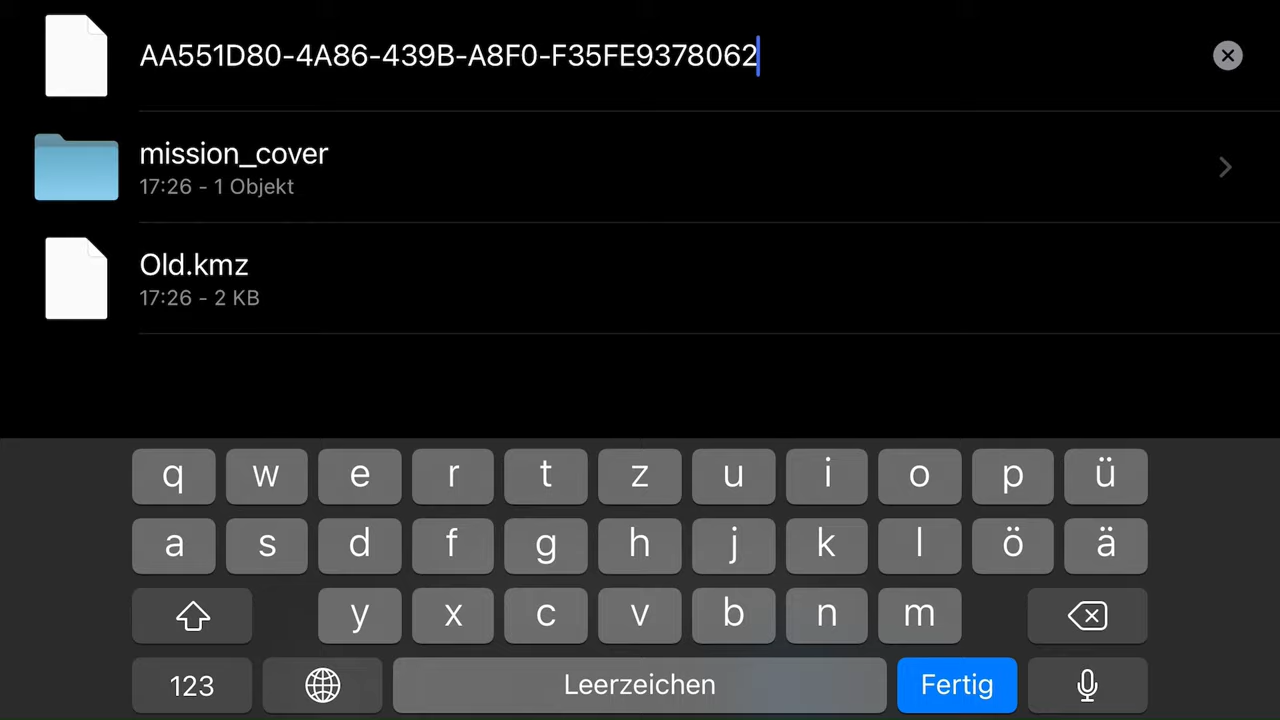 AA551D80-4A86-439B-A8F0-F35FE9378062
mission_cover
17:26 - 1 Objekt
Old.kmz
17:26 - 2 KB
q w e r t z u i o p ü
a s d f g h j k l ö ä
y x c v b n m
123 Leerzeichen Fertig